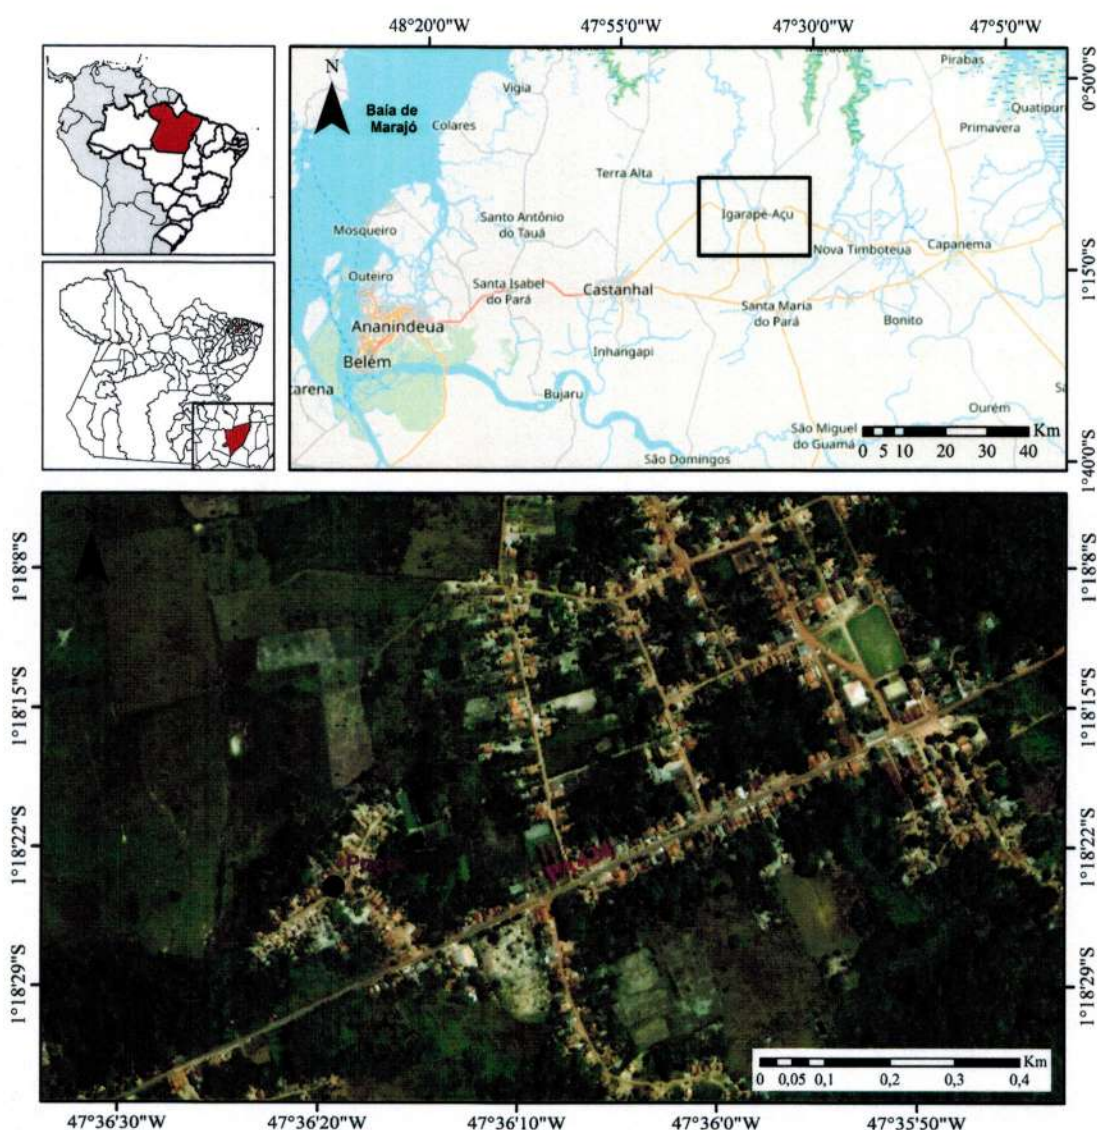 48°20'0"W 47°55'0"W 47°30'0"W 47°5'0"W
N
Baía de
Marajó
Vigia
Colares
Pirabas
Primavera
Terra Alta
Igarapé-Açu
Santo Antônio
do Tauá
Mosqueiro
Nova Timboteua
Capanema
Outeiro
Santa Isabel
do Pará
Castanhal
Santa Maria
do Pará
Bonito
Ananindeua
Belém
Inhangapi
carena
Bujaru
Ourém
São Miguel
do Guamá
São Domingos
Km
0 5 10 20 30 40
0°50'0"S
1°15'0"S
1°40'0"S
1°18'8"S
1°18'15"S
1°18'22"S
1°18'29"S
1°18'8"S
1°18'15"S
1°18'22"S
1°18'29"S
Km
0 0,05 0,1 0,2 0,3 0,4
47°36'30"W 47°36'20"W 47°36'10"W 47°36'0"W 47°35'50"W